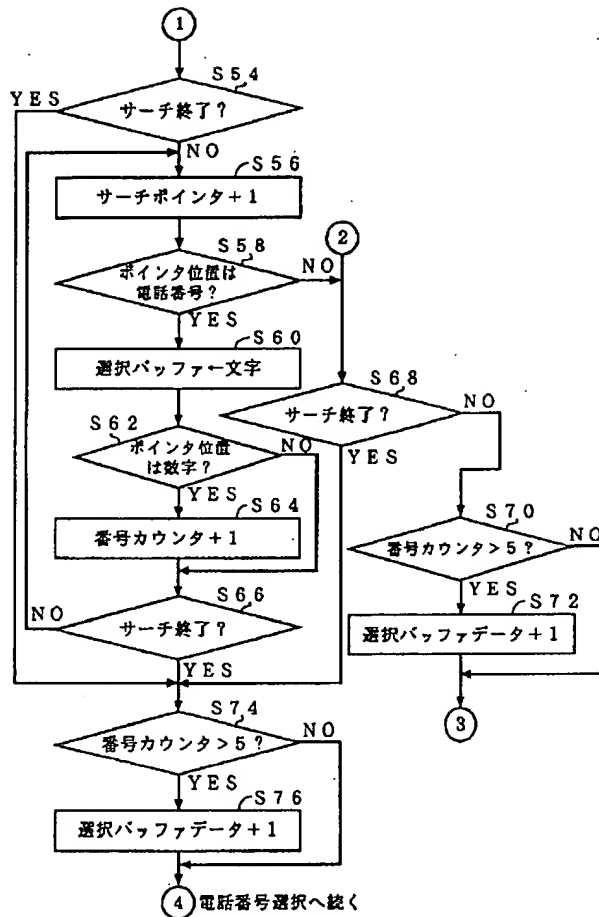 1
S54
YES
サーチ終了?
NO
S56
サーチポインタ+1
2
S58
ポインタ位置は
電話番号?
NO
YES
S60
選択バッファ←文字
S68
サーチ終了?
NO
YES
S62
ポインタ位置
は数字?
NO
YES
S64
番号カウンタ+1
S70
番号カウンタ>5?
NO
YES
S66
NO
サーチ終了?
YES
S72
選択バッファデータ+1
3
S74
番号カウンタ>5?
NO
YES
S76
選択バッファデータ+1
4 電話番号選択へ続く